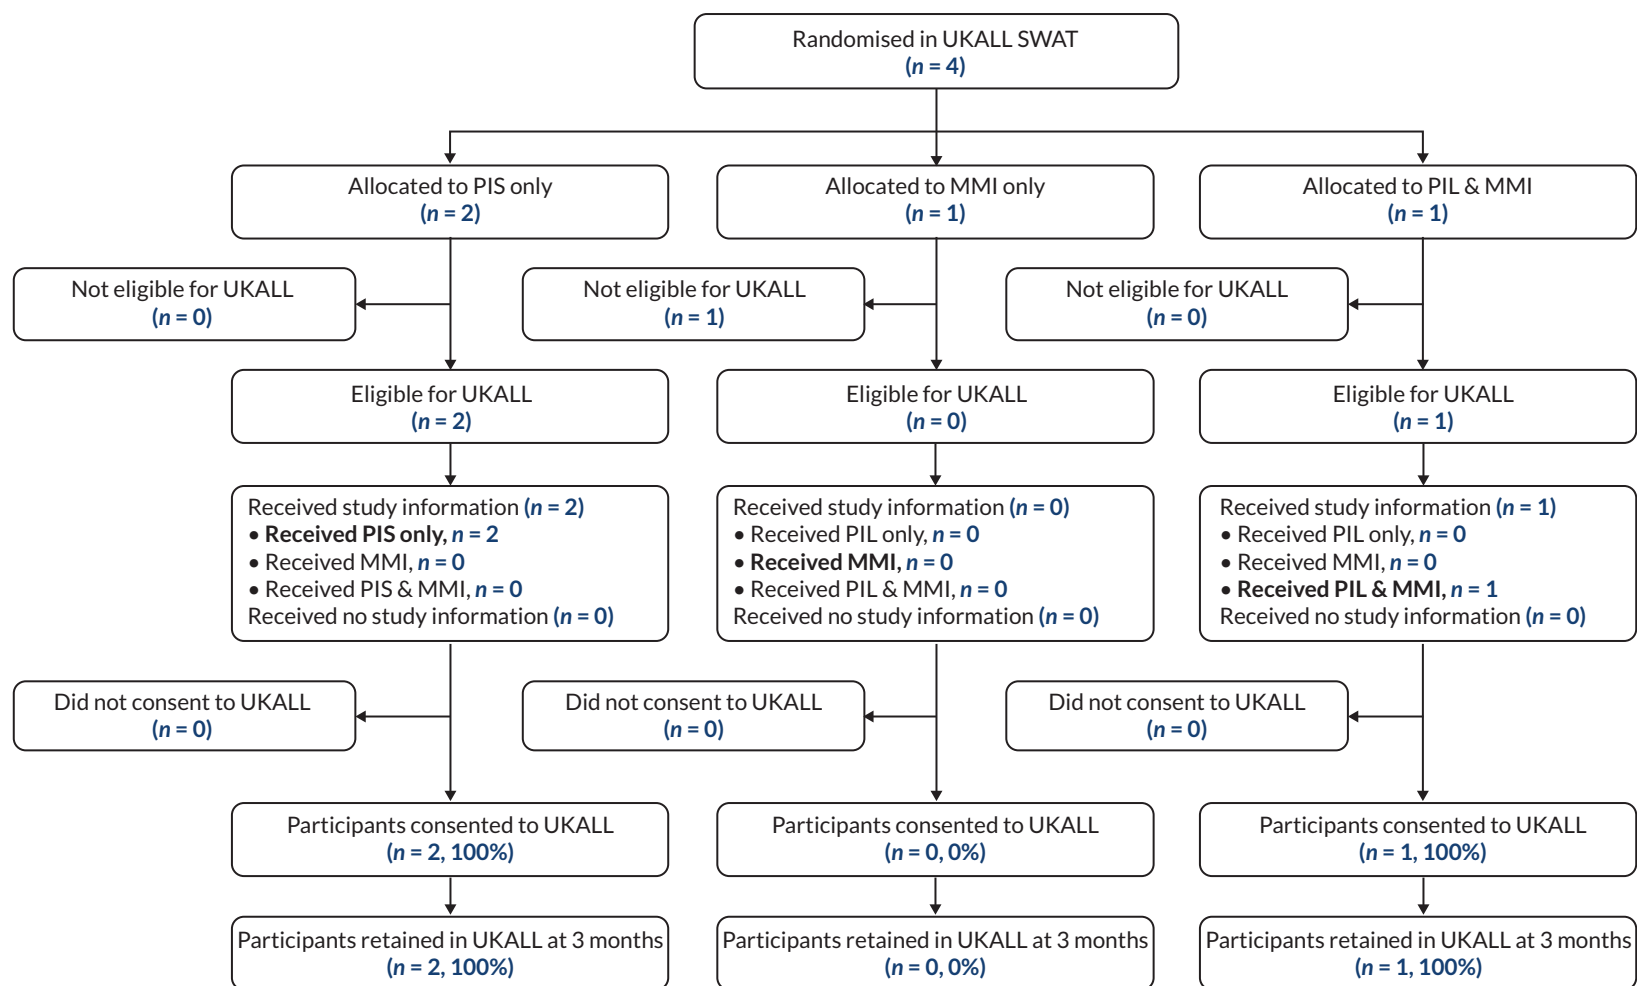 Randomised in UKALL SWAT
(n = 4)
Allocated to PIS only
(n = 2)
Allocated to MMI only
(n = 1)
Allocated to PIL & MMI
(n = 1)
Not eligible for UKALL
(n = 0)
Not eligible for UKALL
(n = 1)
Not eligible for UKALL
(n = 0)
Eligible for UKALL
(n = 2)
Eligible for UKALL
(n = 0)
Eligible for UKALL
(n = 1)
Received study information (n = 2)
• Received PIS only, n = 2
• Received MMI, n = 0
• Received PIS & MMI, n = 0
Received no study information (n = 0)
Received study information (n = 0)
• Received PIL only, n = 0
• Received MMI, n = 0
• Received PIL & MMI, n = 0
Received no study information (n = 0)
Received study information (n = 1)
• Received PIL only, n = 0
• Received MMI, n = 0
• Received PIL & MMI, n = 1
Received no study information (n = 0)
Did not consent to UKALL
(n = 0)
Did not consent to UKALL
(n = 0)
Did not consent to UKALL
(n = 0)
Participants consented to UKALL
(n = 2, 100%)
Participants consented to UKALL
(n = 0, 0%)
Participants consented to UKALL
(n = 1, 100%)
Participants retained in UKALL at 3 months
(n = 2, 100%)
Participants retained in UKALL at 3 months
(n = 0, 0%)
Participants retained in UKALL at 3 months
(n = 1, 100%)